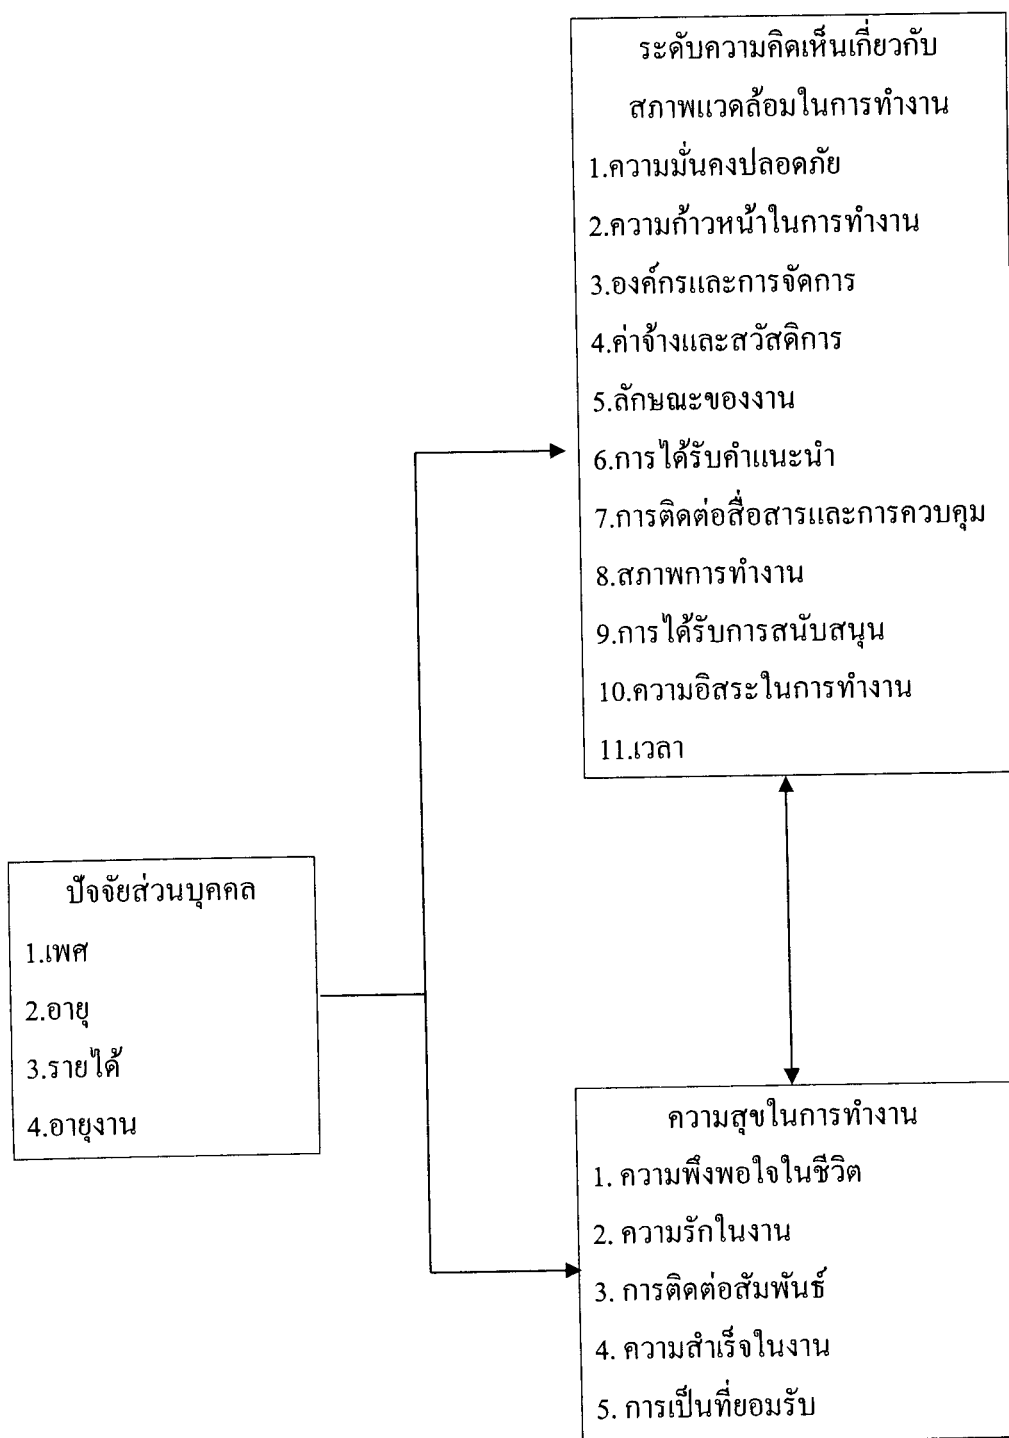 ระดับความคิดเห็นเกี่ยวกับ
สภาพแวดล้อมในการทำงาน
1.ความมั่นคงปลอดภัย
2.ความก้าวหน้าในการทำงาน
3.องค์กรและการจัดการ
4.ค่าจ้างและสวัสดิการ
5.ลักษณะของงาน
6.การได้รับคำแนะนำ
7.การติดต่อสื่อสารและการควบคุม
8.สภาพการทำงาน
9.การได้รับการสนับสนุน
10.ความอิสระในการทำงาน
11.เวลา
ปัจจัยส่วนบุคคล
1.เพศ
2.อายุ
3.รายได้
4.อายุงาน
ความสุขในการทำงาน
1. ความพึงพอใจในชีวิต
2. ความรักในงาน
3. การติดต่อสัมพันธ์
4. ความสำเร็จในงาน
5. การเป็นที่ยอมรับ